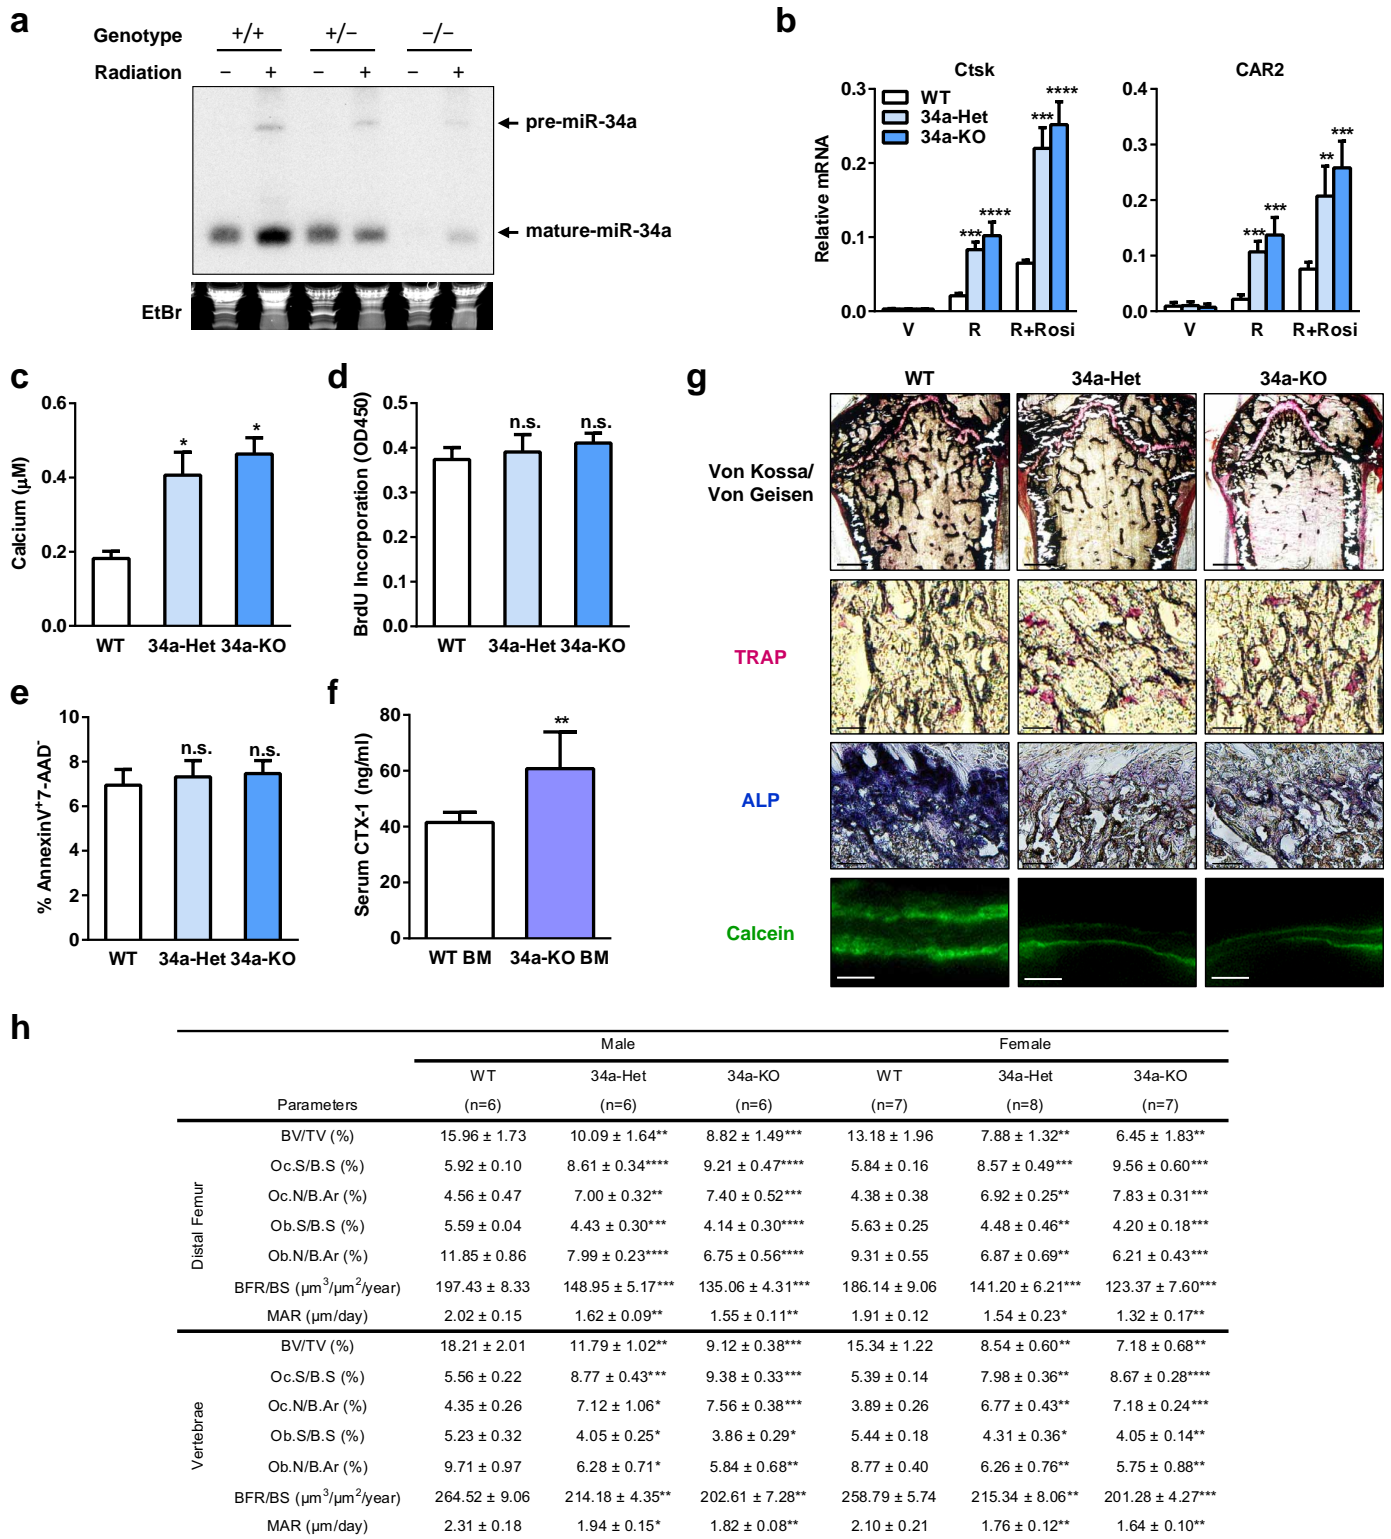 a
Genotype +/+ +/− −/−
Radiation − + − + − +
pre-miR-34a
mature-miR-34a
EtBr
b
Ctsk
CAR2
WT
34a-Het
34a-KO
Relative mRNA
0.3
0.2
0.1
0.0
*** **** *** ****
V R R+Rosi
0.4
0.3
0.2
0.1
0.0
*** *** ** ***
V R R+Rosi
c
Calcium (µM)
0.6
0.4
0.2
0.0
* *
WT 34a-Het 34a-KO
d
BrdU Incorporation (OD450)
0.5
0.4
0.3
0.2
0.1
0.0
n.s. n.s.
WT 34a-Het 34a-KO
e
% AnnexinV⁺7-AAD⁻
10
8
6
4
2
0
n.s. n.s.
WT 34a-Het 34a-KO
f
Serum CTX-1 (ng/ml)
80
60
40
20
0
**
WT BM 34a-KO BM
g
WT 34a-Het 34a-KO
Von Kossa/
Von Geisen
TRAP
ALP
Calcein
h
Male Female
WT 34a-Het 34a-KO WT 34a-Het 34a-KO
Parameters (n=6) (n=6) (n=6) (n=7) (n=8) (n=7)
Distal Femur
BV/TV (%) 15.96 ± 1.73 10.09 ± 1.64** 8.82 ± 1.49*** 13.18 ± 1.96 7.88 ± 1.32** 6.45 ± 1.83**
Oc.S/B.S (%) 5.92 ± 0.10 8.61 ± 0.34**** 9.21 ± 0.47**** 5.84 ± 0.16 8.57 ± 0.49*** 9.56 ± 0.60***
Oc.N/B.Ar (%) 4.56 ± 0.47 7.00 ± 0.32** 7.40 ± 0.52*** 4.38 ± 0.38 6.92 ± 0.25** 7.83 ± 0.31***
Ob.S/B.S (%) 5.59 ± 0.04 4.43 ± 0.30*** 4.14 ± 0.30**** 5.63 ± 0.25 4.48 ± 0.46** 4.20 ± 0.18***
Ob.N/B.Ar (%) 11.85 ± 0.86 7.99 ± 0.23**** 6.75 ± 0.56**** 9.31 ± 0.55 6.87 ± 0.69** 6.21 ± 0.43***
BFR/BS (µm³/µm²/year) 197.43 ± 8.33 148.95 ± 5.17*** 135.06 ± 4.31*** 186.14 ± 9.06 141.20 ± 6.21*** 123.37 ± 7.60***
MAR (µm/day) 2.02 ± 0.15 1.62 ± 0.09** 1.55 ± 0.11** 1.91 ± 0.12 1.54 ± 0.23* 1.32 ± 0.17**
Vertebrae
BV/TV (%) 18.21 ± 2.01 11.79 ± 1.02** 9.12 ± 0.38*** 15.34 ± 1.22 8.54 ± 0.60** 7.18 ± 0.68**
Oc.S/B.S (%) 5.56 ± 0.22 8.77 ± 0.43*** 9.38 ± 0.33*** 5.39 ± 0.14 7.98 ± 0.36** 8.67 ± 0.28****
Oc.N/B.Ar (%) 4.35 ± 0.26 7.12 ± 1.06* 7.56 ± 0.38*** 3.89 ± 0.26 6.77 ± 0.43** 7.18 ± 0.24***
Ob.S/B.S (%) 5.23 ± 0.32 4.05 ± 0.25* 3.86 ± 0.29* 5.44 ± 0.18 4.31 ± 0.36* 4.05 ± 0.14**
Ob.N/B.Ar (%) 9.71 ± 0.97 6.28 ± 0.71* 5.84 ± 0.68** 8.77 ± 0.40 6.26 ± 0.76** 5.75 ± 0.88**
BFR/BS (µm³/µm²/year) 264.52 ± 9.06 214.18 ± 4.35** 202.61 ± 7.28** 258.79 ± 5.74 215.34 ± 8.06** 201.28 ± 4.27***
MAR (µm/day) 2.31 ± 0.18 1.94 ± 0.15* 1.82 ± 0.08** 2.10 ± 0.21 1.76 ± 0.12** 1.64 ± 0.10**